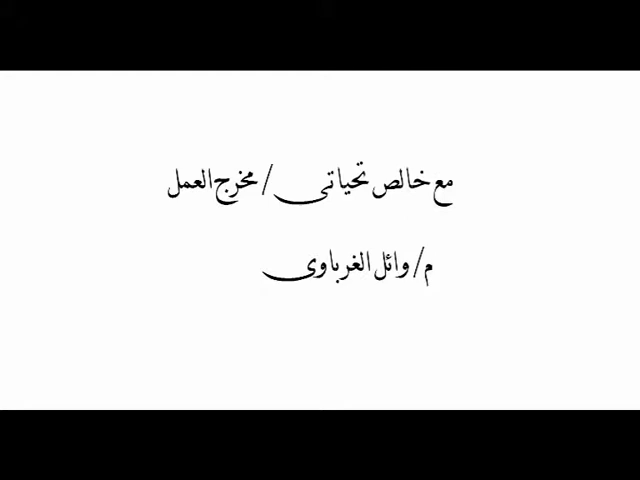 مع خالص تحياتى / مخرج العمل
م/ وائل الغرباوى